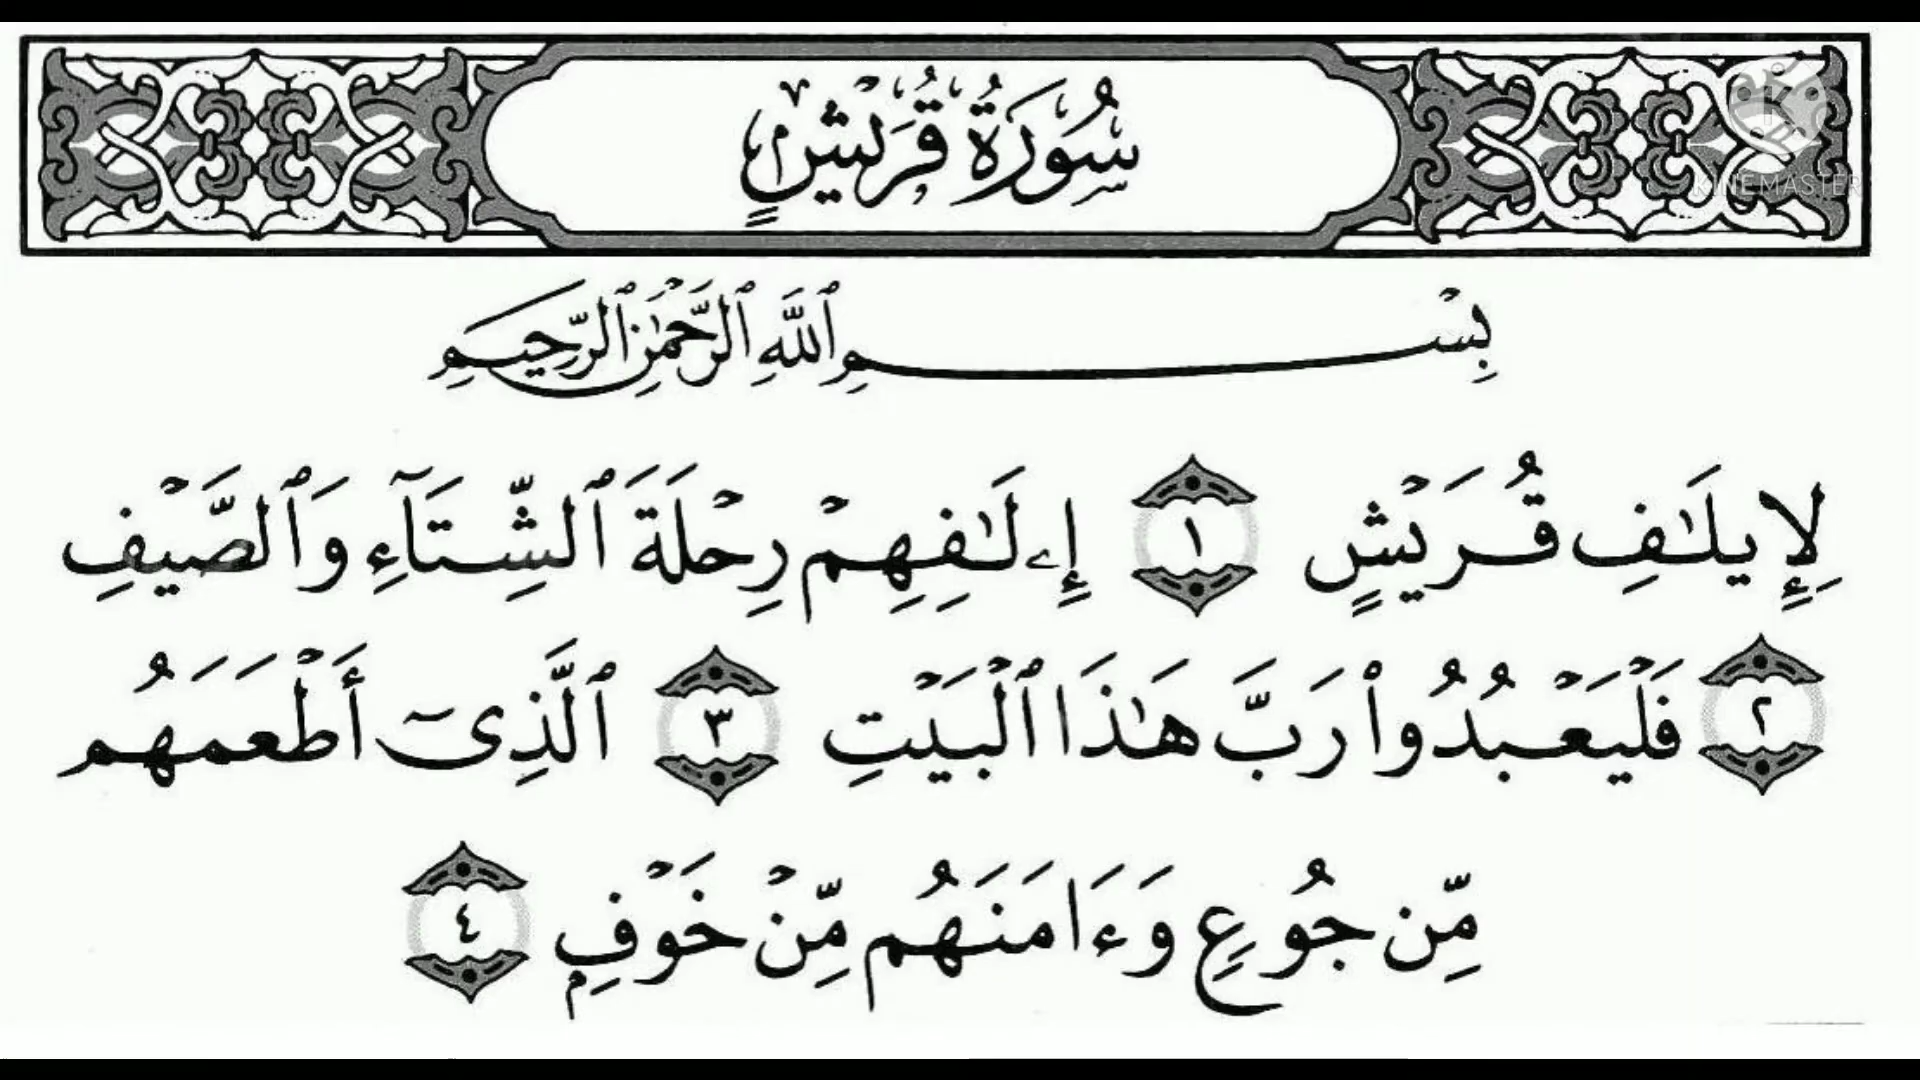 سُورَةُ قُرَيْشٍ
KINEMASTER
بِسْمِ ٱللَّهِ ٱلرَّحْمَٰنِ ٱلرَّحِيمِ
لِإِيلَٰفِ قُرَيْشٍ ١ إِۦلَٰفِهِمْ رِحْلَةَ ٱلشِّتَآءِ وَٱلصَّيْفِ
٢ فَلْيَعْبُدُوا۟ رَبَّ هَٰذَا ٱلْبَيْتِ ٣ ٱلَّذِىٓ أَطْعَمَهُم
مِّن جُوعٍ وَءَامَنَهُم مِّنْ خَوْفٍۭ ٤